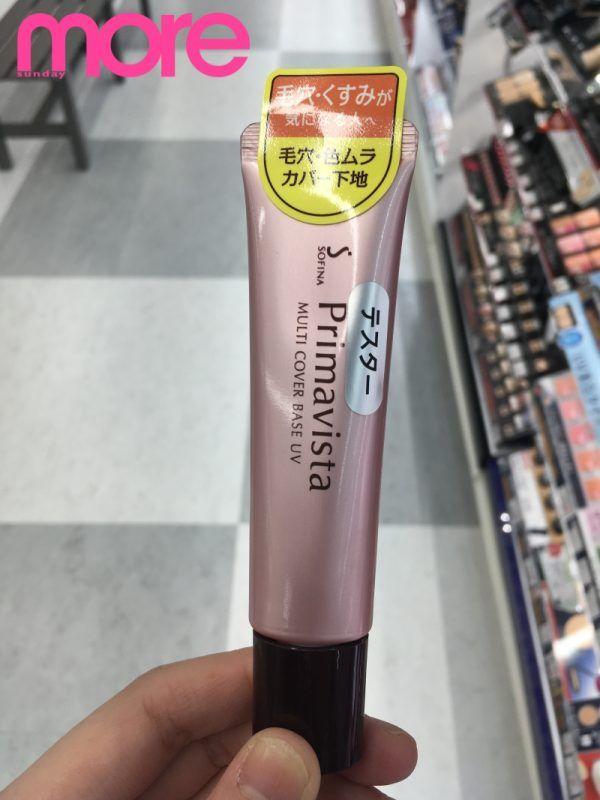 more
sunday
毛穴・くすみが
気になる人へ
毛穴・色ムラ
カバー下地
SOFINA
Primavista
MULTI COVER BASE UV
テスター